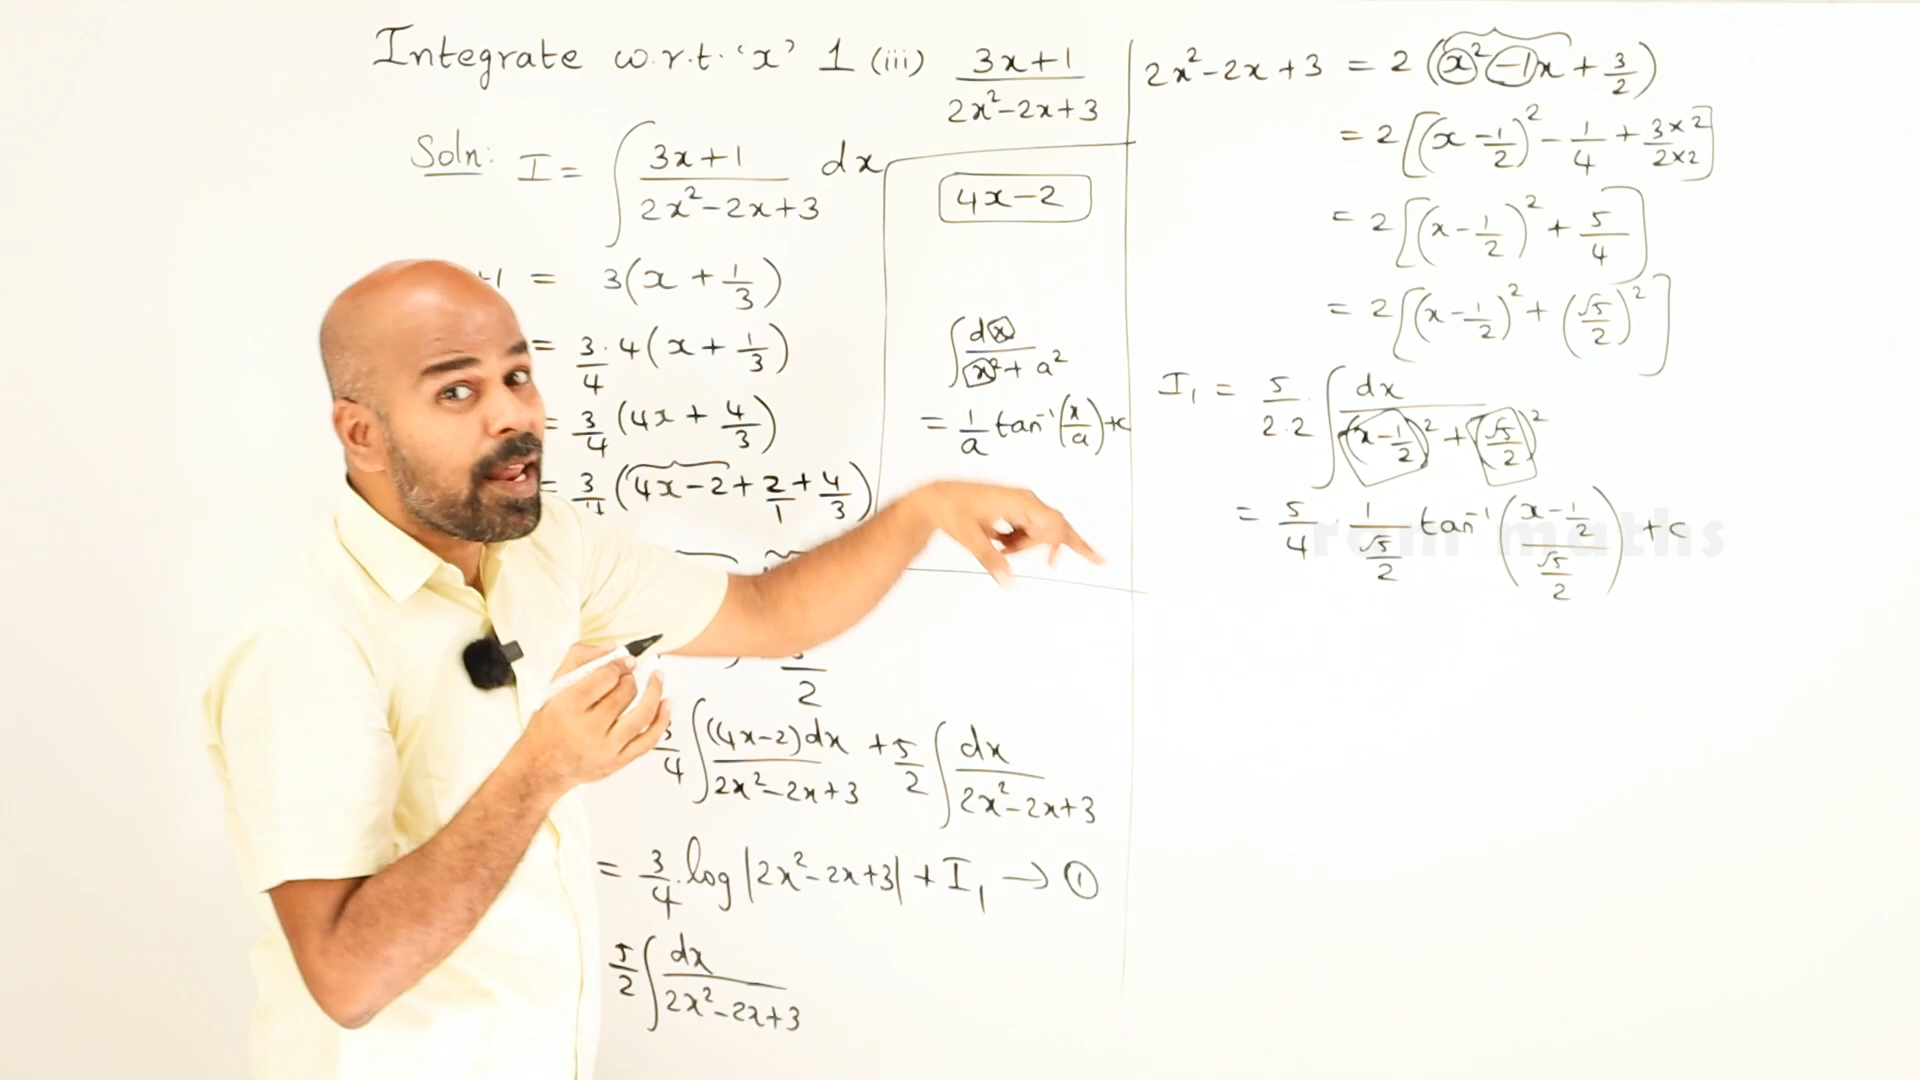 Integrate w.r.t. 'x' 1 (iii) (3x+1)/(2x²-2x+3)
Soln: I = ∫ (3x+1)/(2x²-2x+3) dx
+1 = 3(x + 1/3)
= 3/4 · 4(x + 1/3)
= 3/4 (4x + 4/3)
= 3/4 (4x-2 + 2/1 + 4/3)
2
3/4 ∫ ((4x-2)dx)/(2x²-2x+3) + 5/2 ∫ dx/(2x²-2x+3)
= 3/4 · log |2x²-2x+3| + I₁ → ①
5/2 ∫ dx/(2x²-2x+3)
4x-2
∫ dx/(x²+a²)
= 1/a tan⁻¹(x/a)+c
2x²-2x+3 = 2(x²-1x+3/2)
= 2[(x-1/2)² - 1/4 + (3×2)/(2×2)]
= 2[(x-1/2)² + 5/4]
= 2[(x-1/2)² + (√5/2)²]
I₁ = 5/(2·2) ∫ dx/((x-1/2)² + (√5/2)²)
= 5/4 · 1/(√5/2) tan⁻¹((x-1/2)/(√5/2)) + c
maths